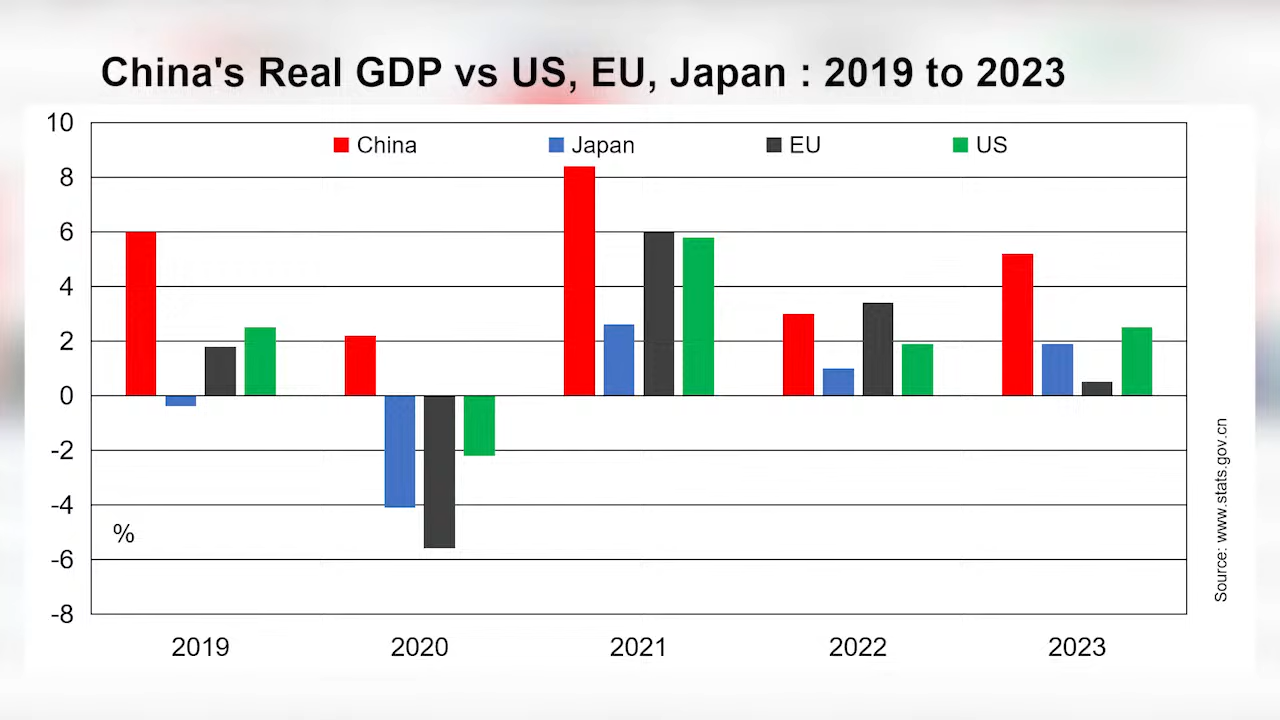 China's Real GDP vs US, EU, Japan : 2019 to 2023
10
China
Japan
EU
US
8
6
4
2
0
-2
-4
%
-6
-8
2019
2020
2021
2022
2023
Source: www.stats.gov.cn